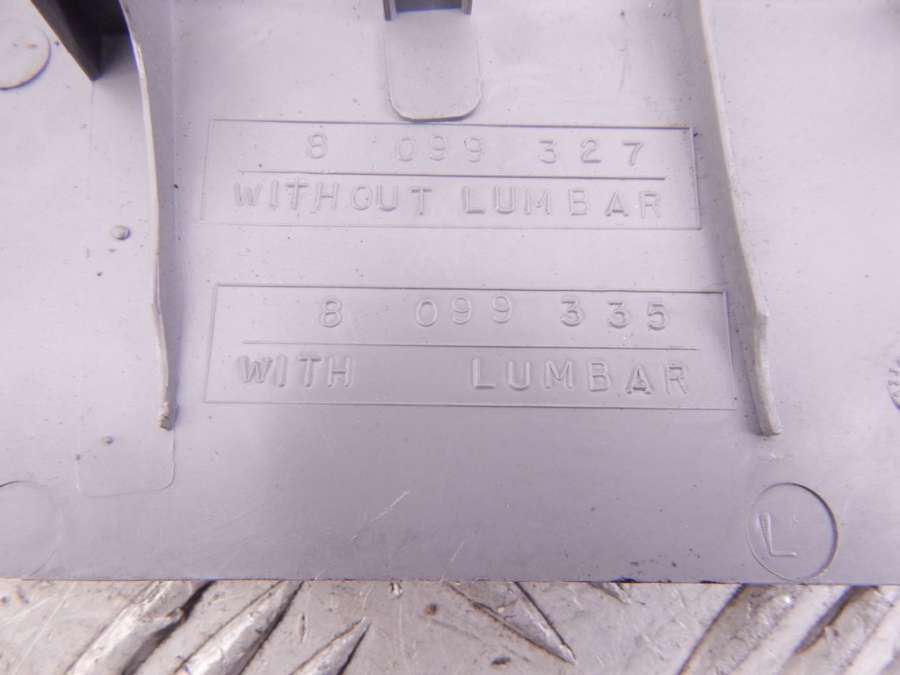 8 099 327
WITHOUT LUMBAR
8 099 335
WITH LUMBAR
L